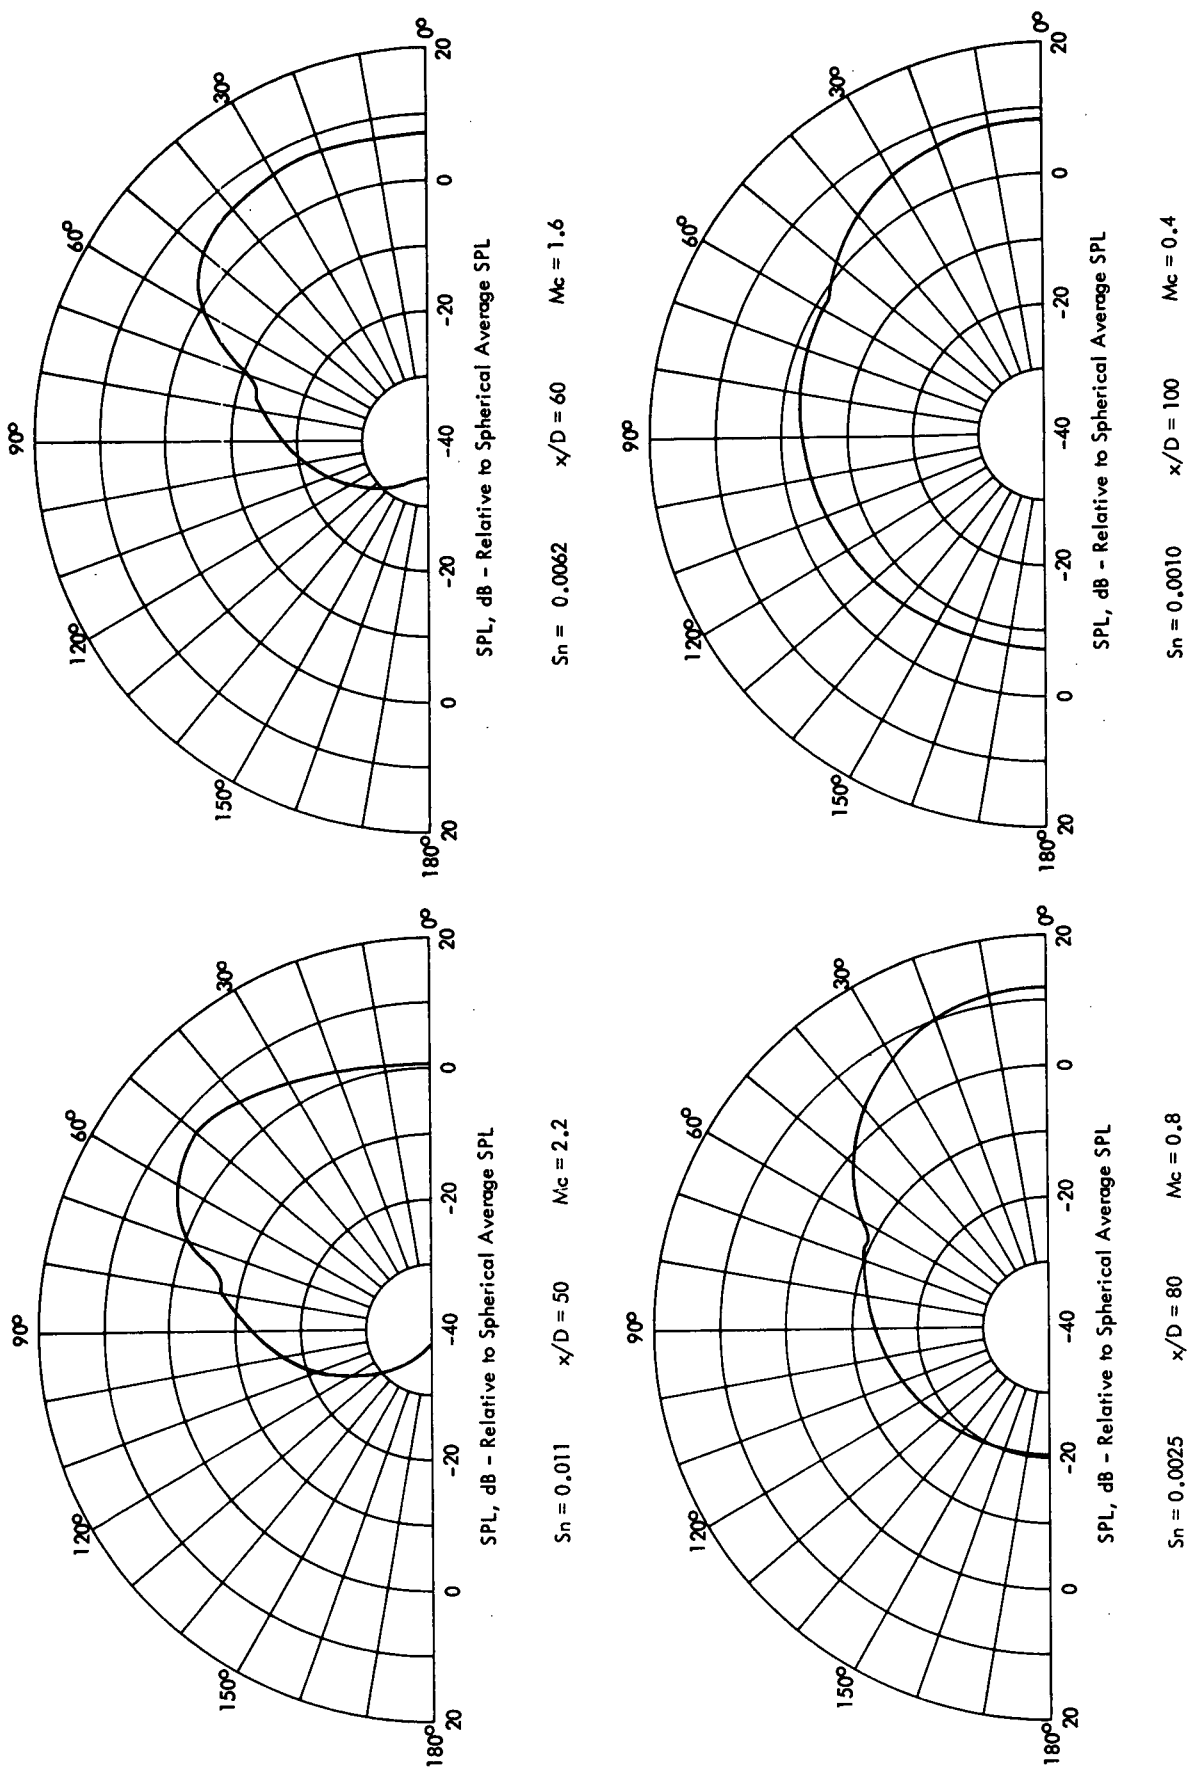 90°
120° 60°
150° 30°
180° 0°
20 0 -20 -40 -20 0 20
SPL, dB - Relative to Spherical Average SPL
Sn = 0.011 x/D = 50 Mc = 2.2
90°
120° 60°
150° 30°
180° 0°
20 0 -20 -40 -20 0 20
SPL, dB - Relative to Spherical Average SPL
Sn = 0.0062 x/D = 60 Mc = 1.6
90°
120° 60°
150° 30°
180° 0°
20 0 -20 -40 -20 0 20
SPL, dB - Relative to Spherical Average SPL
Sn = 0.0025 x/D = 80 Mc = 0.8
90°
120° 60°
150° 30°
180° 0°
20 0 -20 -40 -20 0 20
SPL, dB - Relative to Spherical Average SPL
Sn = 0.0010 x/D = 100 Mc = 0.4